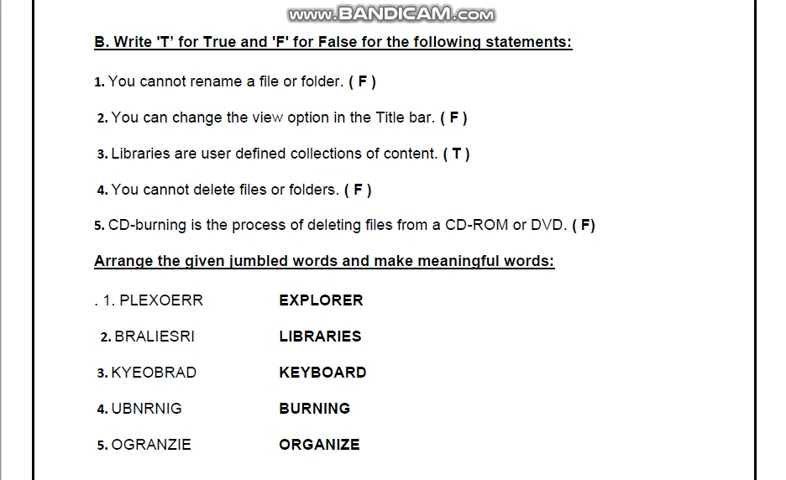 www.BANDICAM.com
B. Write 'T' for True and 'F' for False for the following statements:
1. You cannot rename a file or folder. ( F )
2. You can change the view option in the Title bar. ( F )
3. Libraries are user defined collections of content. ( T )
4. You cannot delete files or folders. ( F )
5. CD-burning is the process of deleting files from a CD-ROM or DVD. ( F)
Arrange the given jumbled words and make meaningful words:
. 1. PLEXOERR EXPLORER
2. BRALIESRI LIBRARIES
3. KYEOBRAD KEYBOARD
4. UBNRNIG BURNING
5. OGRANZIE ORGANIZE